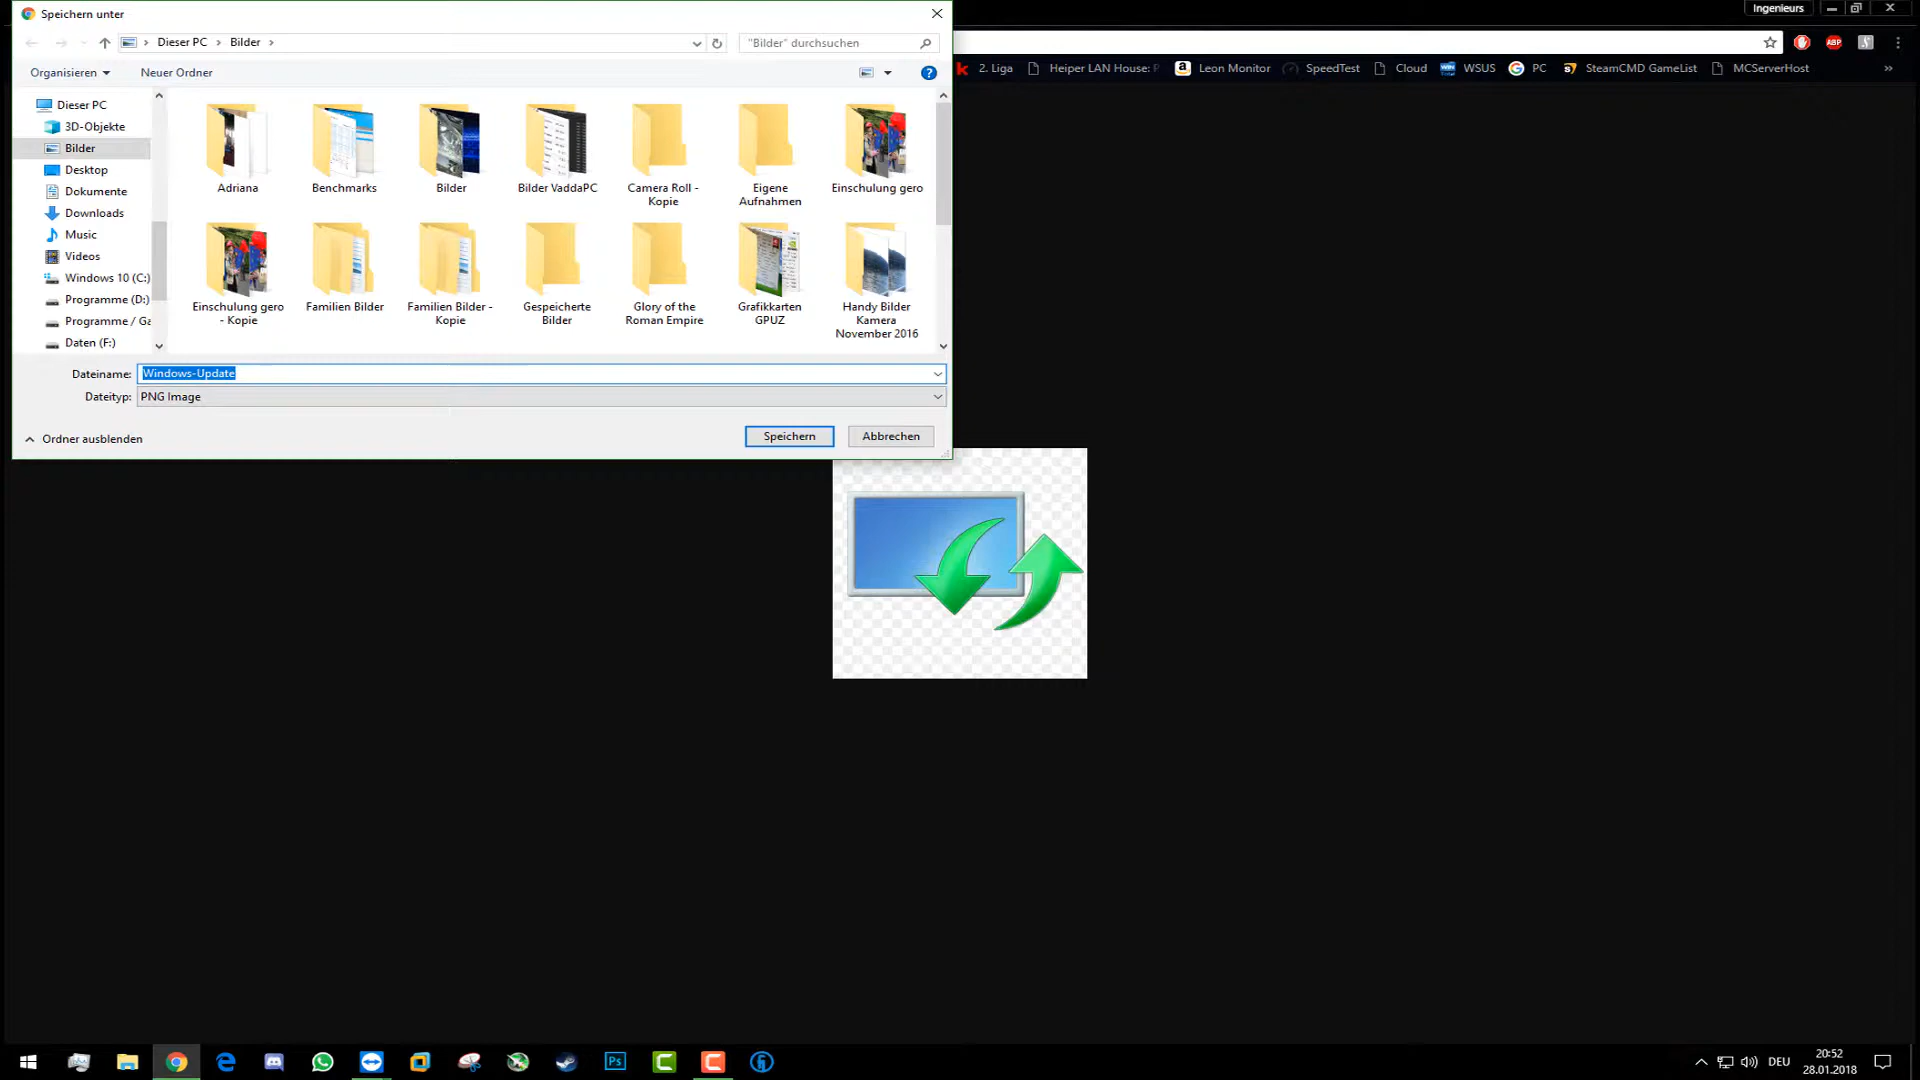 Speichern unter
Ingenieurs
Dieser PC Bilder
"Bilder" durchsuchen
Organisieren Neuer Ordner
2. Liga Heiper LAN House: Leon Monitor SpeedTest Cloud WSUS PC SteamCMD GameList MCServerHost
Dieser PC
3D-Objekte
Bilder
Desktop
Dokumente
Downloads
Music
Videos
Windows 10 (C:)
Programme (D:)
Programme / Ga
Daten (F:)
Adriana
Benchmarks
Bilder
Bilder VaddaPC
Camera Roll -
Kopie
Eigene
Aufnahmen
Einschulung gero
Einschulung gero
- Kopie
Familien Bilder
Familien Bilder -
Kopie
Gespeicherte
Bilder
Glory of the
Roman Empire
Grafikkarten
GPUZ
Handy Bilder
Kamera
November 2016
Dateiname: Windows-Update
Dateityp: PNG Image
Ordner ausblenden
Speichern Abbrechen
ABP
Ps
DEU
20:52
28.01.2018